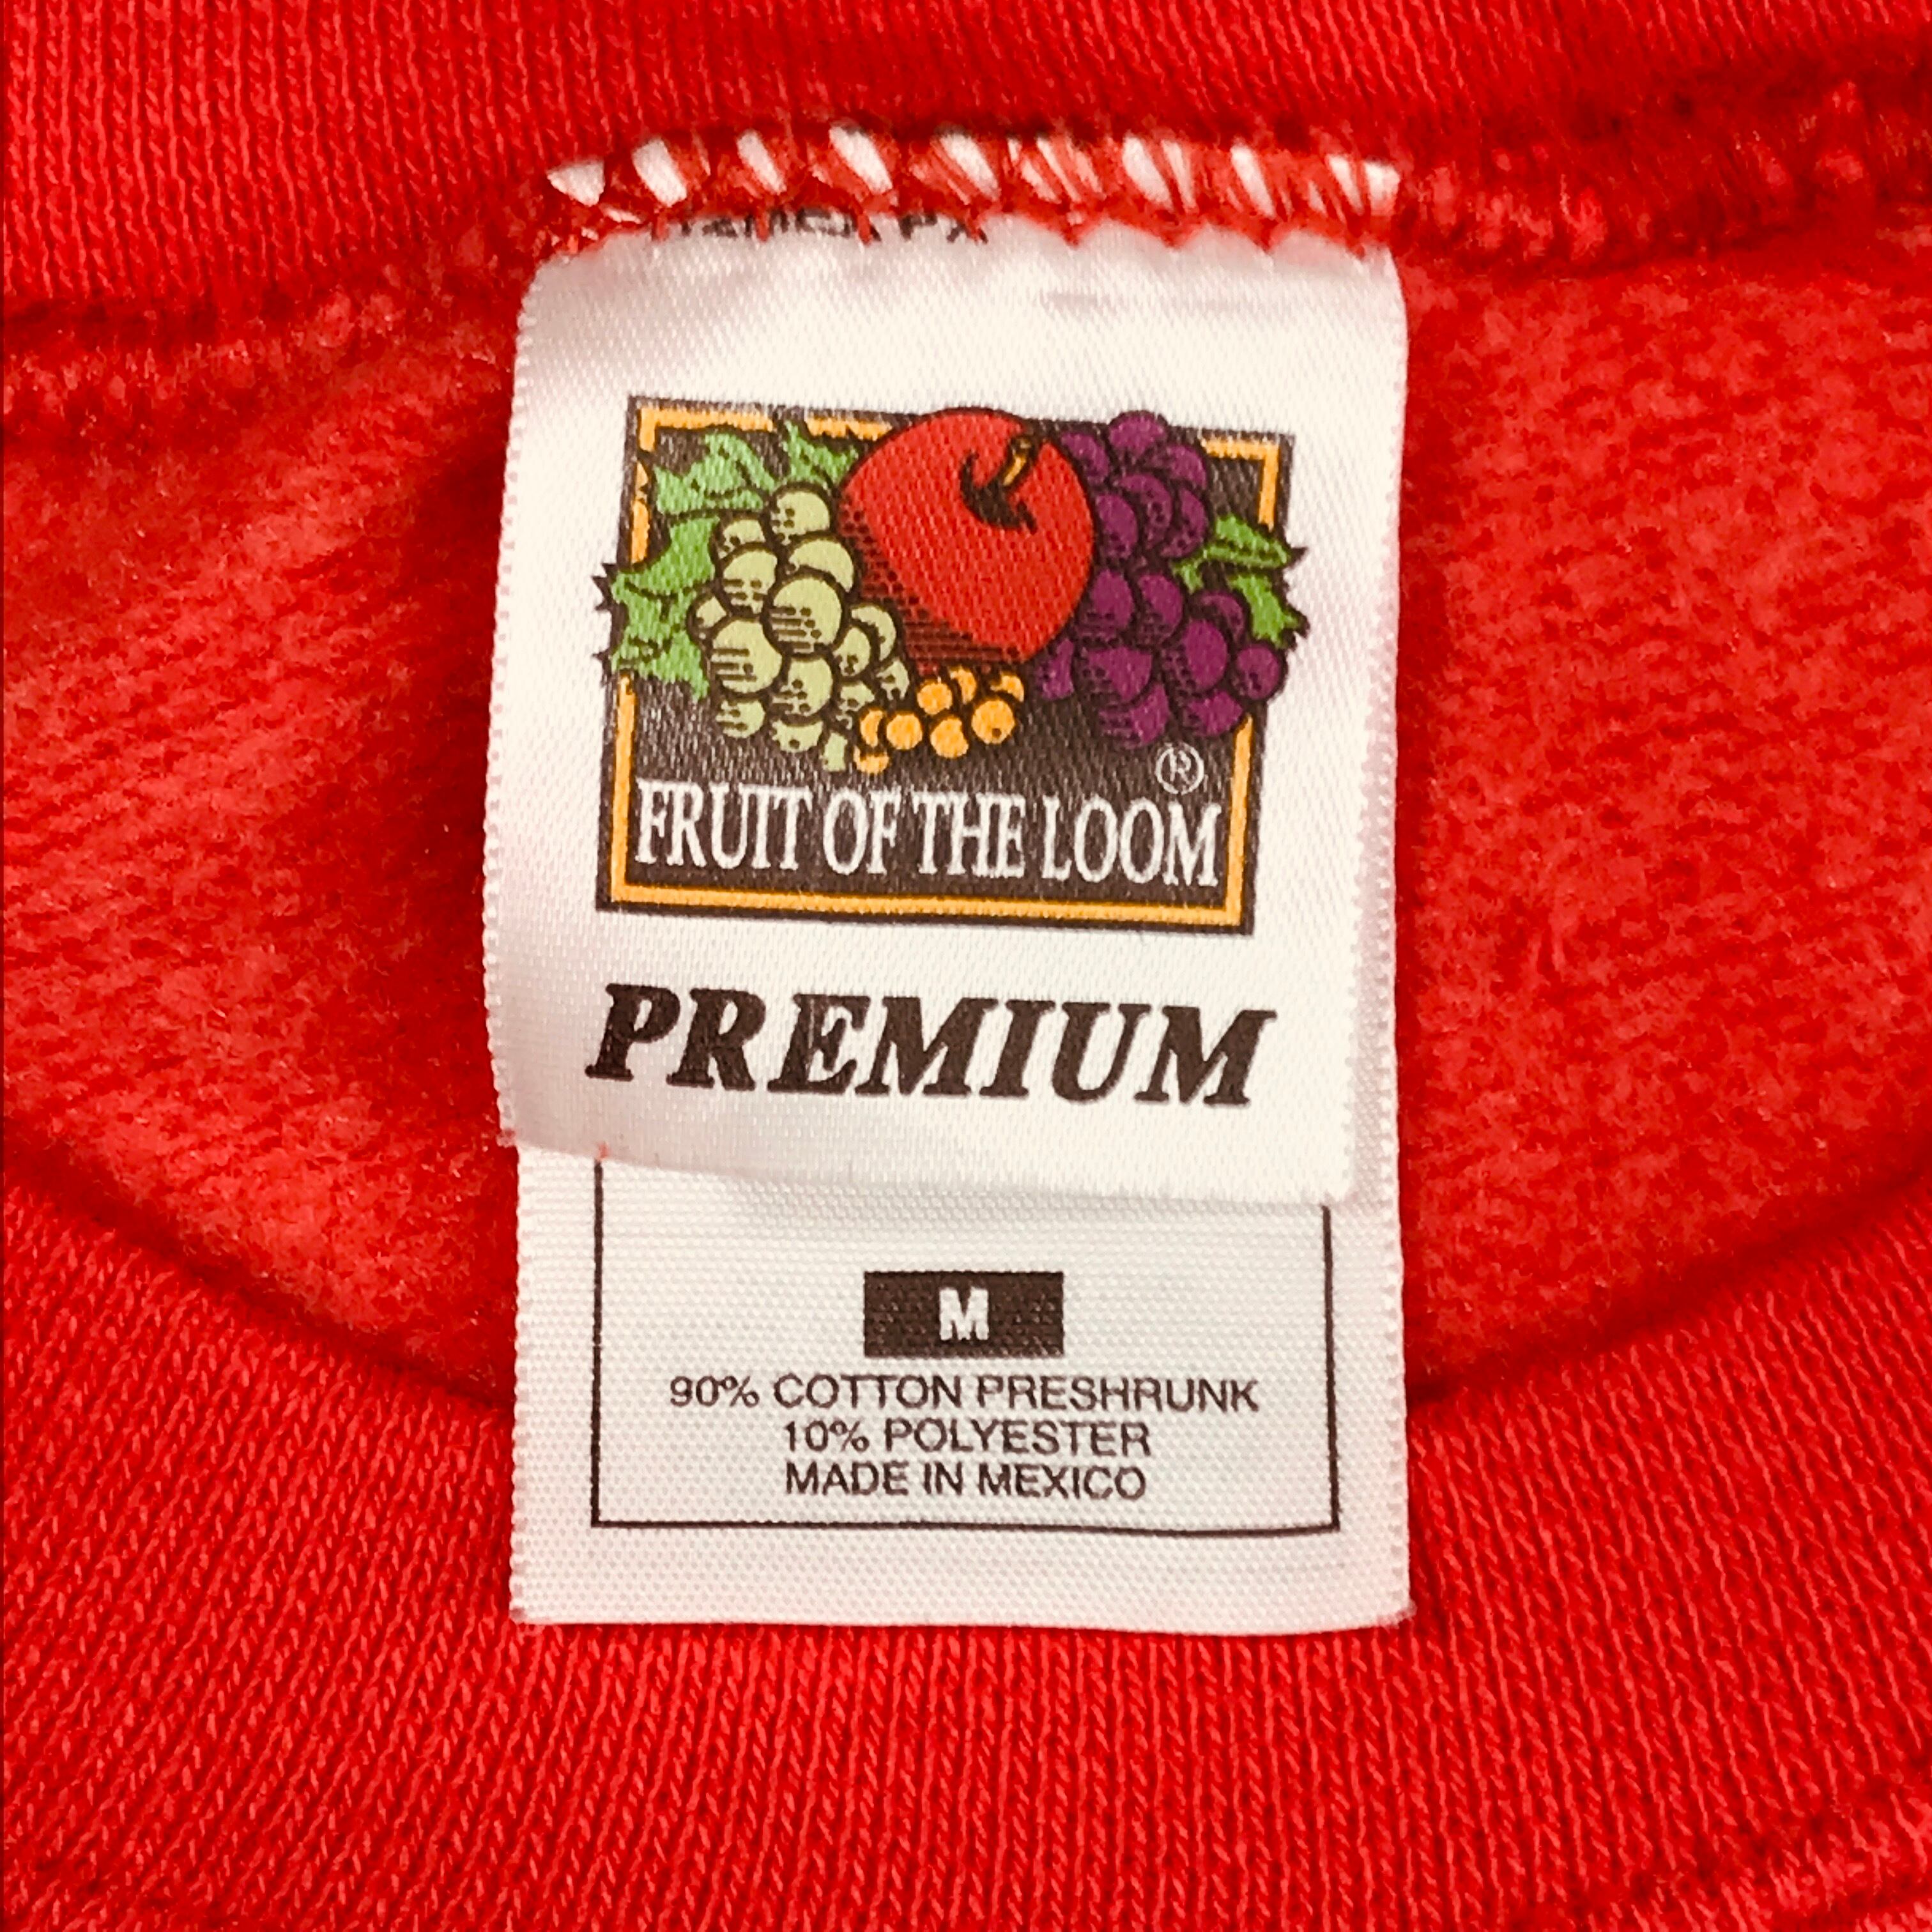 ®
FRUIT OF THE LOOM
PREMIUM
M
90% COTTON PRESHRUNK
10% POLYESTER
MADE IN MEXICO